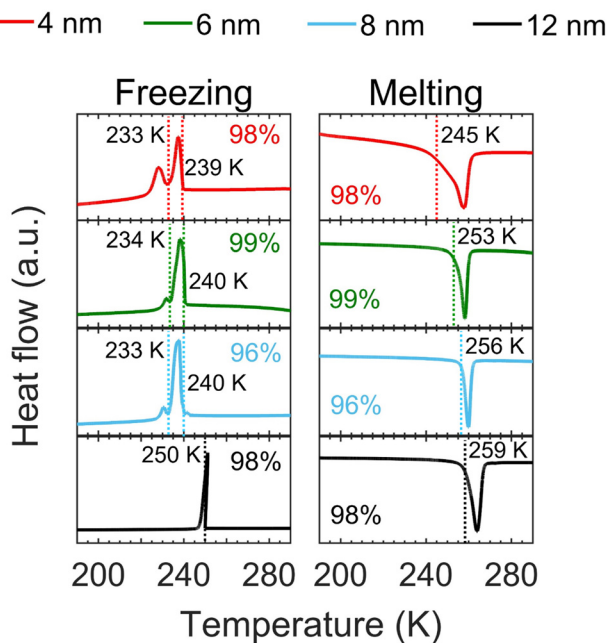 4 nm 6 nm 8 nm 12 nm
Freezing Melting
233 K 98% 245 K
239 K
98%
234 K 99% 253 K
240 K
99%
233 K 96% 256 K
240 K
96%
250 K 98% 259 K
98%
200 240 280 200 240 280
Temperature (K)
Heat flow (a.u.)